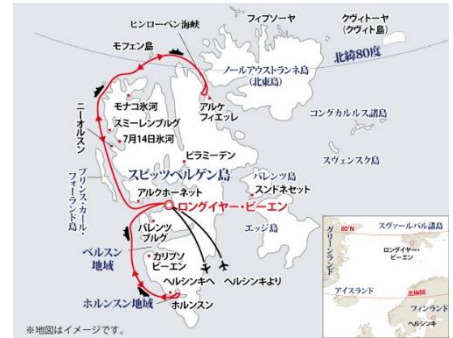 ヒンローペン海峡
フィプソーヤ
クヴィトーヤ
(クヴィト島)
モフェン島
北緯80度
ノールアウストランネ島
(北東島)
アルケ
フィエッレ
モナコ氷河
スミーレンブルグ
7月14日氷河
ニーオルスン
コングカルルス諸島
ピラミーデン
スヴェンスク島
スピッツベルゲン島
バレンツ島
スンドネセット
プリンス・カール・
フォーランド島
アルクホーネット
ロングイヤー・ビーエン
バレンツ
ブルグ
エッジ島
ベルスン
地域
カリプソ
ビーエン
ヘルシンキへ
ヘルシンキより
ホルンスン地域
ホルンスン
グリーンランド
80°N
スヴァールバル諸島
ロングイヤー・
ビーエン
アイスランド
北極圏
フィンランド
ヘルシンキ
※地図はイメージです。